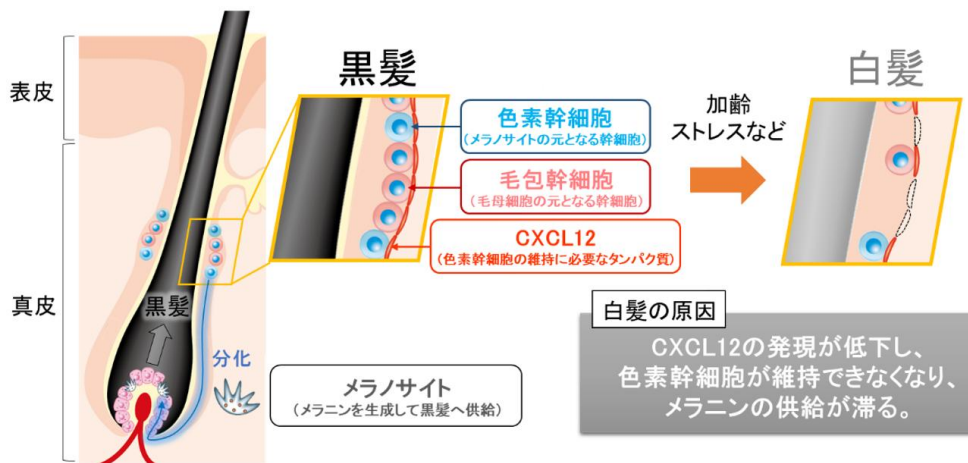 表皮
真皮
黒髪
分化
黒髪
色素幹細胞
(メラノサイトの元となる幹細胞)
毛包幹細胞
(毛母細胞の元となる幹細胞)
CXCL12
(色素幹細胞の維持に必要なタンパク質)
メラノサイト
(メラニンを生成して黒髪へ供給)
加齢
ストレスなど
白髪
白髪の原因
CXCL12の発現が低下し、
色素幹細胞が維持できなくなり、
メラニンの供給が滞る。